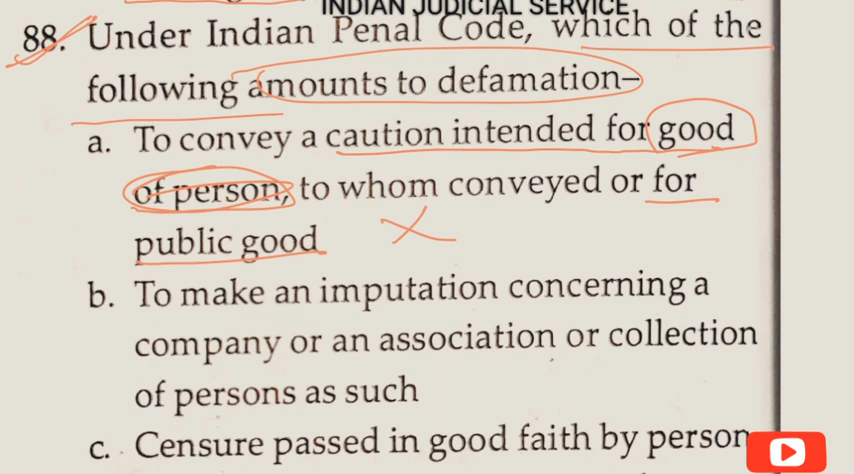 INDIAN JUDICIAL SERVICE
88. Under Indian Penal Code, which of the
following amounts to defamation–
a. To convey a caution intended for good
of person, to whom conveyed or for
public good
b. To make an imputation concerning a
company or an association or collection
of persons as such
c. Censure passed in good faith by person